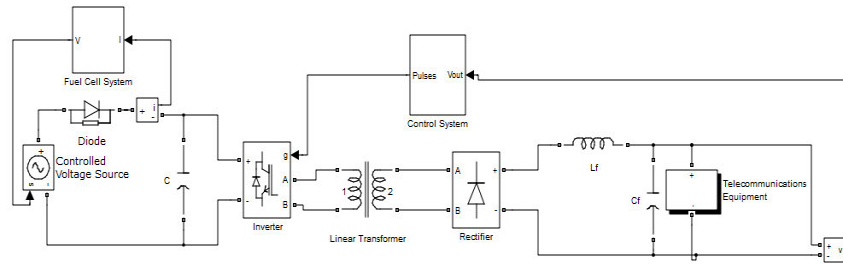 V
I
Fuel Cell System
Pulses
Vout
Control System
+
i
-
Diode
+
s
-
Controlled
Voltage Source
C
+
-
g
A
B
Inverter
1
2
Linear Transformer
A
B
+
-
Rectifier
Lf
Cf
+
-
Telecommunications
Equipment
+
-
v